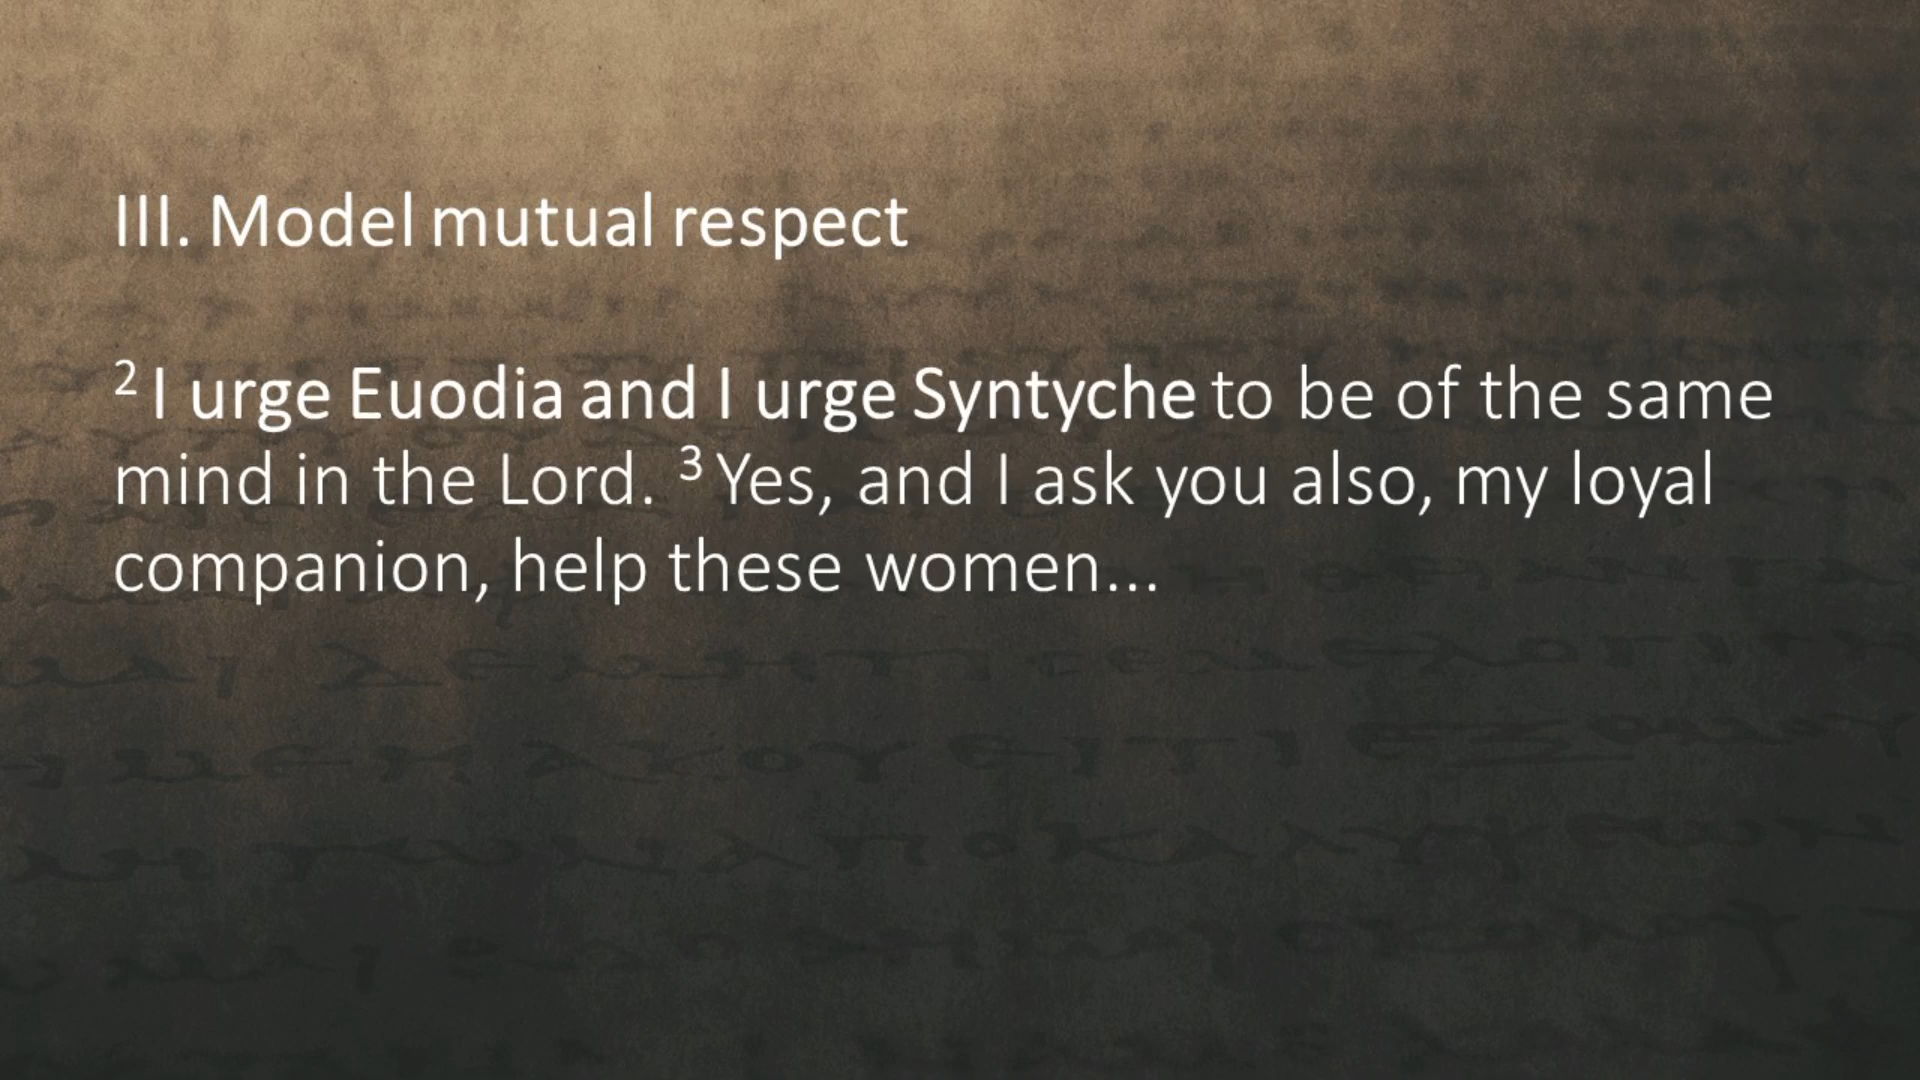 III. Model mutual respect
² I urge Euodia and I urge Syntyche to be of the same
mind in the Lord. ³ Yes, and I ask you also, my loyal
companion, help these women...